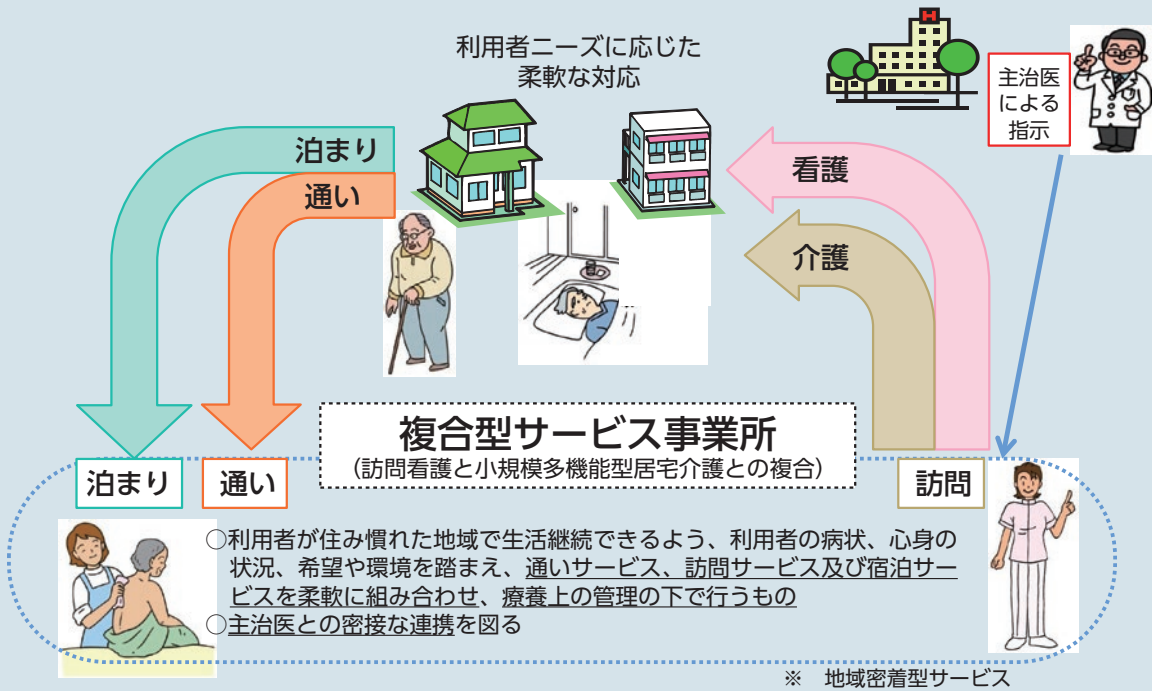 利用者ニーズに応じた
柔軟な対応
H
主治医
による
指示
泊まり
通い
看護
介護
複合型サービス事業所
(訪問看護と小規模多機能型居宅介護との複合)
泊まり
通い
訪問
○利用者が住み慣れた地域で生活継続できるよう、利用者の病状、心身の
状況、希望や環境を踏まえ、通いサービス、訪問サービス及び宿泊サー
ビスを柔軟に組み合わせ、療養上の管理の下で行うもの
○主治医との密接な連携を図る
※ 地域密着型サービス